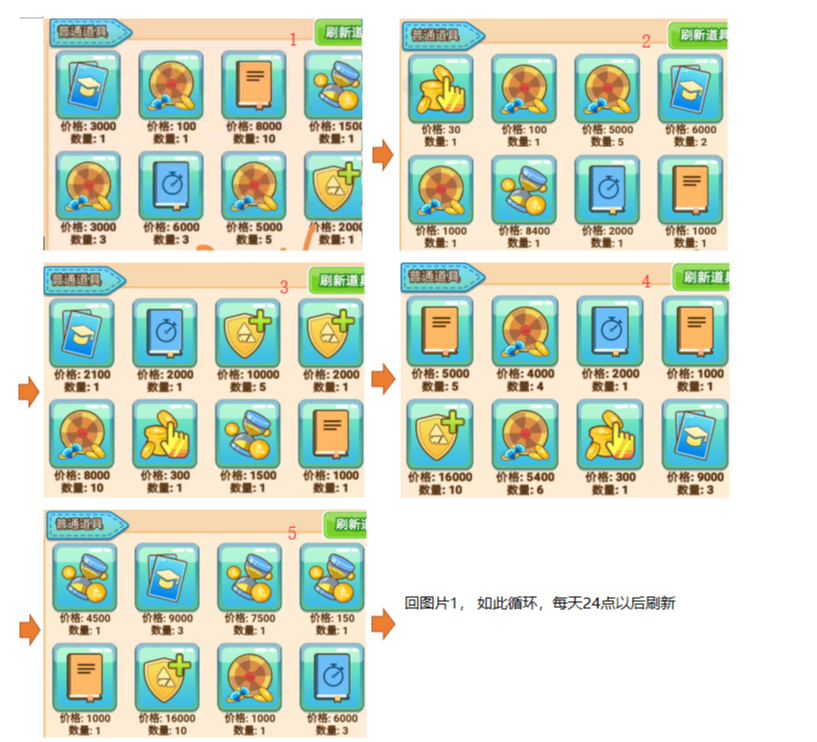 普通道具 1 刷新道
价格: 3000 价格: 100 价格: 8000 价格: 1500
数量: 1 数量: 1 数量: 10 数量: 1
价格: 3000 价格: 6000 价格: 5000 价格: 2000
数量: 3 数量: 3 数量: 5 数量: 1
普通道具 2 刷新道具
价格: 30 价格: 100 价格: 5000 价格: 6000
数量: 1 数量: 1 数量: 5 数量: 2
价格: 1000 价格: 8400 价格: 2000 价格: 1000
数量: 1 数量: 1 数量: 1 数量: 1
普通道具 3 刷新道
价格: 2100 价格: 2000 价格: 10000 价格: 2000
数量: 1 数量: 1 数量: 5 数量: 1
价格: 8000 价格: 300 价格: 1500 价格: 1000
数量: 10 数量: 1 数量: 1 数量: 1
普通道具 4 刷新道
价格: 5000 价格: 4000 价格: 2000 价格: 1000
数量: 5 数量: 4 数量: 1 数量: 1
价格: 16000 价格: 5400 价格: 300 价格: 9000
数量: 10 数量: 6 数量: 1 数量: 3
普通道具 5 刷新
价格: 4500 价格: 9000 价格: 7500 价格: 150
数量: 1 数量: 3 数量: 1 数量: 1
价格: 1000 价格: 16000 价格: 1000 价格: 6000
数量: 1 数量: 10 数量: 1 数量: 3
回图片1， 如此循环，每天24点以后刷新